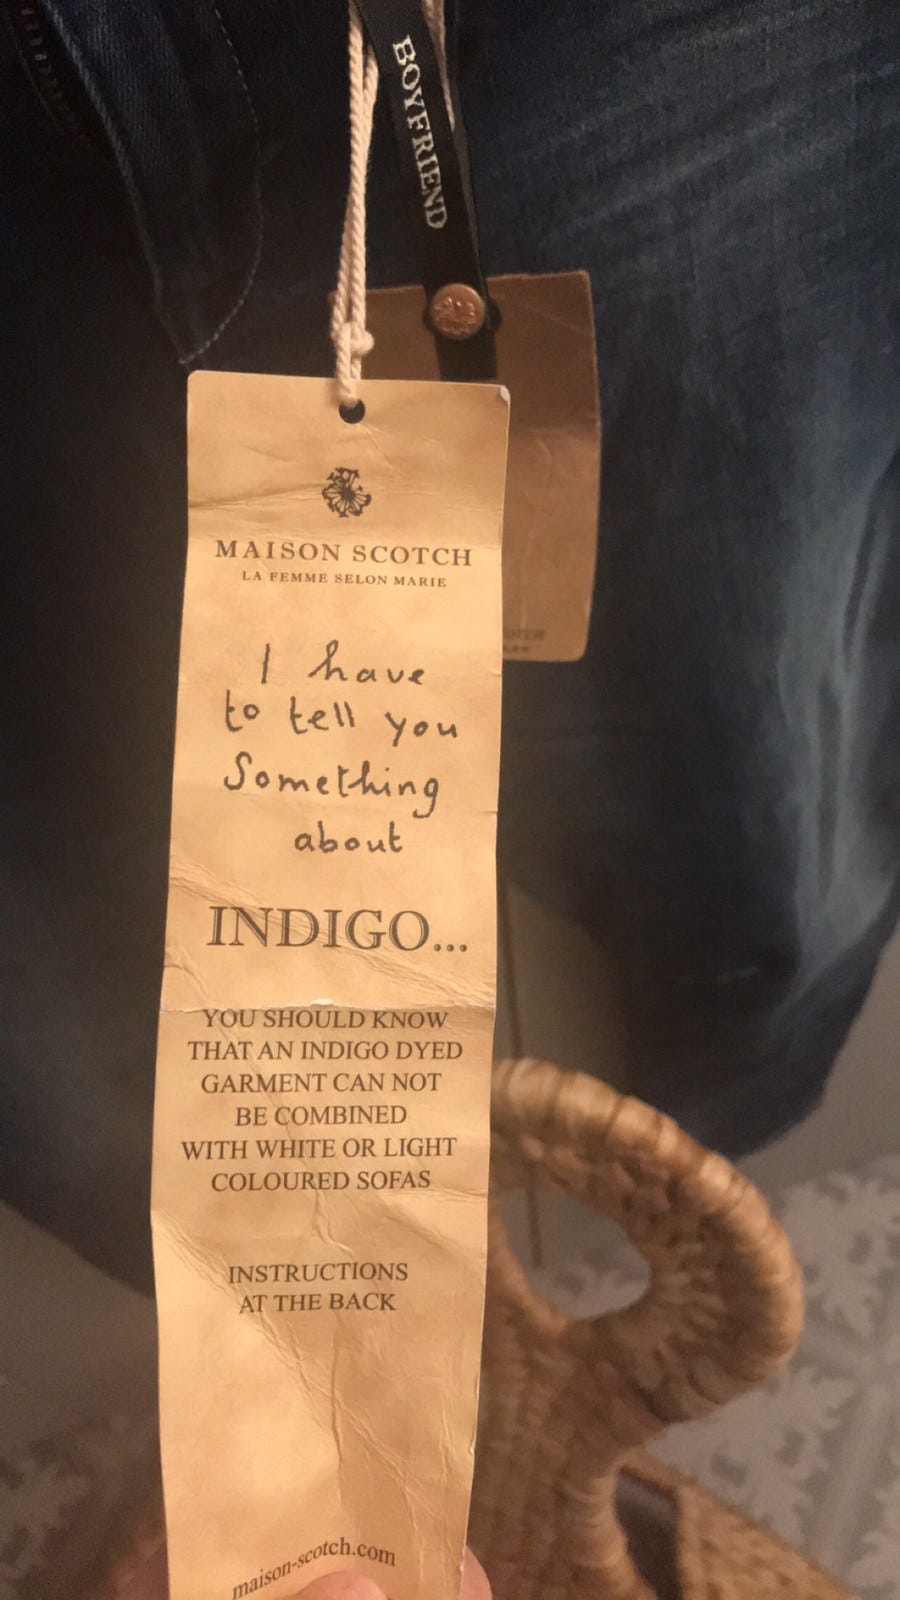 BOYFRIEND
MAISON SCOTCH
LA FEMME SELON MARIE
I have
to tell you
Something
about
INDIGO...
YOU SHOULD KNOW
THAT AN INDIGO DYED
GARMENT CAN NOT
BE COMBINED
WITH WHITE OR LIGHT
COLOURED SOFAS
INSTRUCTIONS
AT THE BACK
maison-scotch.com